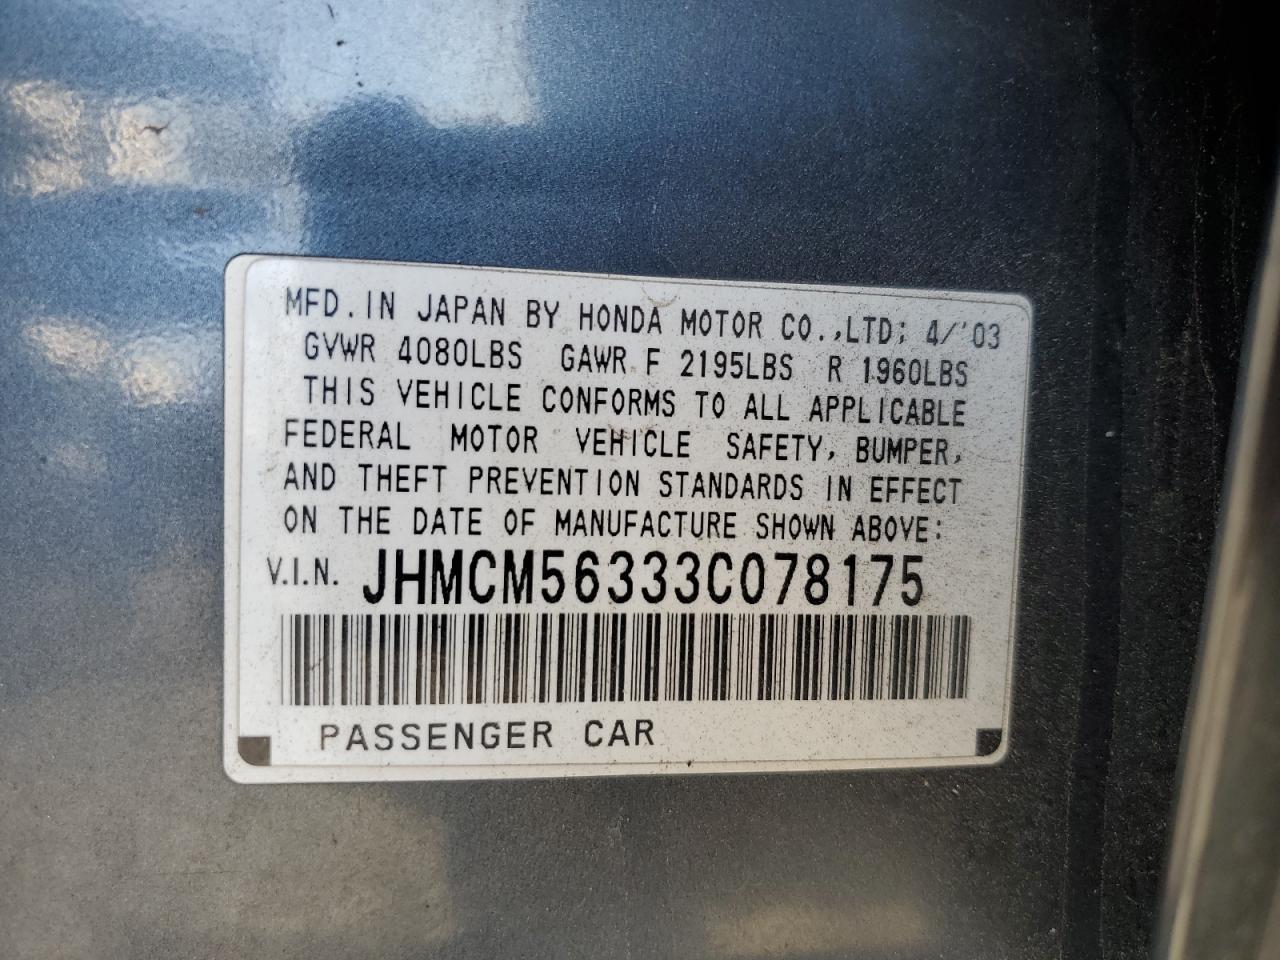 MFD. IN JAPAN BY HONDA MOTOR CO., LTD; 4/'03
GVWR 4080LBS GAWR F 2195LBS R 1960LBS
THIS VEHICLE CONFORMS TO ALL APPLICABLE
FEDERAL MOTOR VEHICLE SAFETY, BUMPER,
AND THEFT PREVENTION STANDARDS IN EFFECT
ON THE DATE OF MANUFACTURE SHOWN ABOVE:
V.I.N. JHMCM56333C078175
PASSENGER CAR